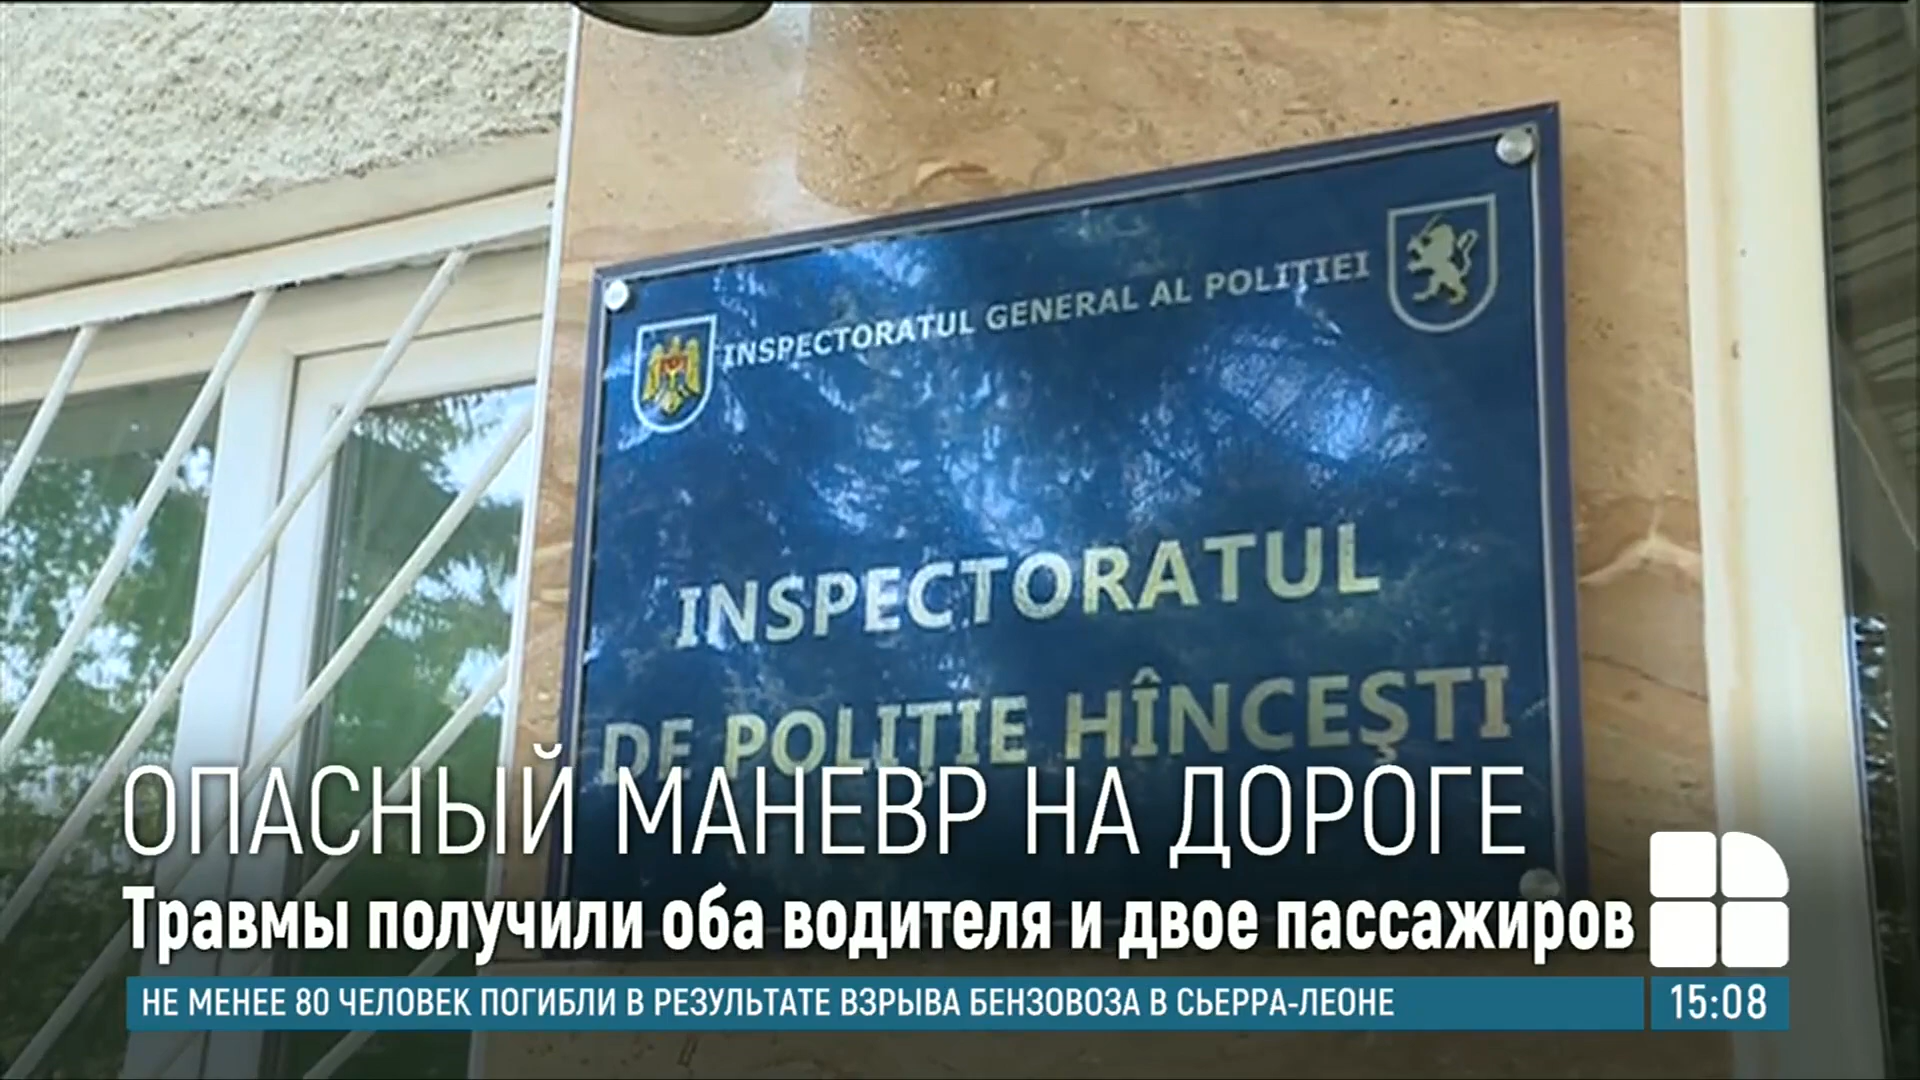 INSPECTORATUL GENERAL AL POLIȚIEI
INSPECTORATUL
DE POLIȚIE HÎNCEȘTI
ОПАСНЫЙ МАНЕВР НА ДОРОГЕ
Травмы получили оба водителя и двое пассажиров
НЕ МЕНЕЕ 80 ЧЕЛОВЕК ПОГИБЛИ В РЕЗУЛЬТАТЕ ВЗРЫВА БЕНЗОВОЗА В СЬЕРРА-ЛЕОНЕ
15:08